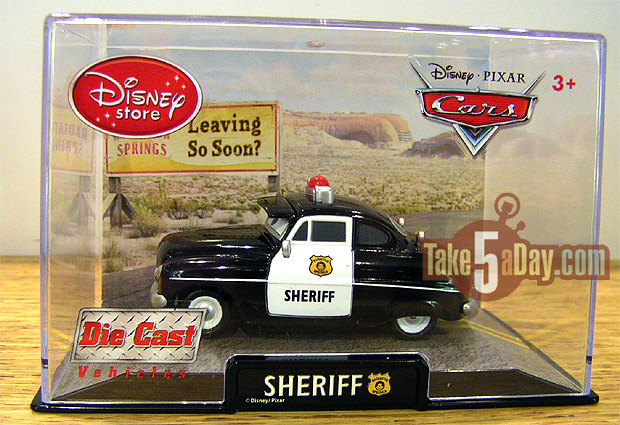 Disney
store
Disney · PIXAR
Cars
3+
Leaving
So Soon?
SPRINGS
Take5aDay.com
SHERIFF
Die Cast
Vehicles
SHERIFF
© Disney/Pixar